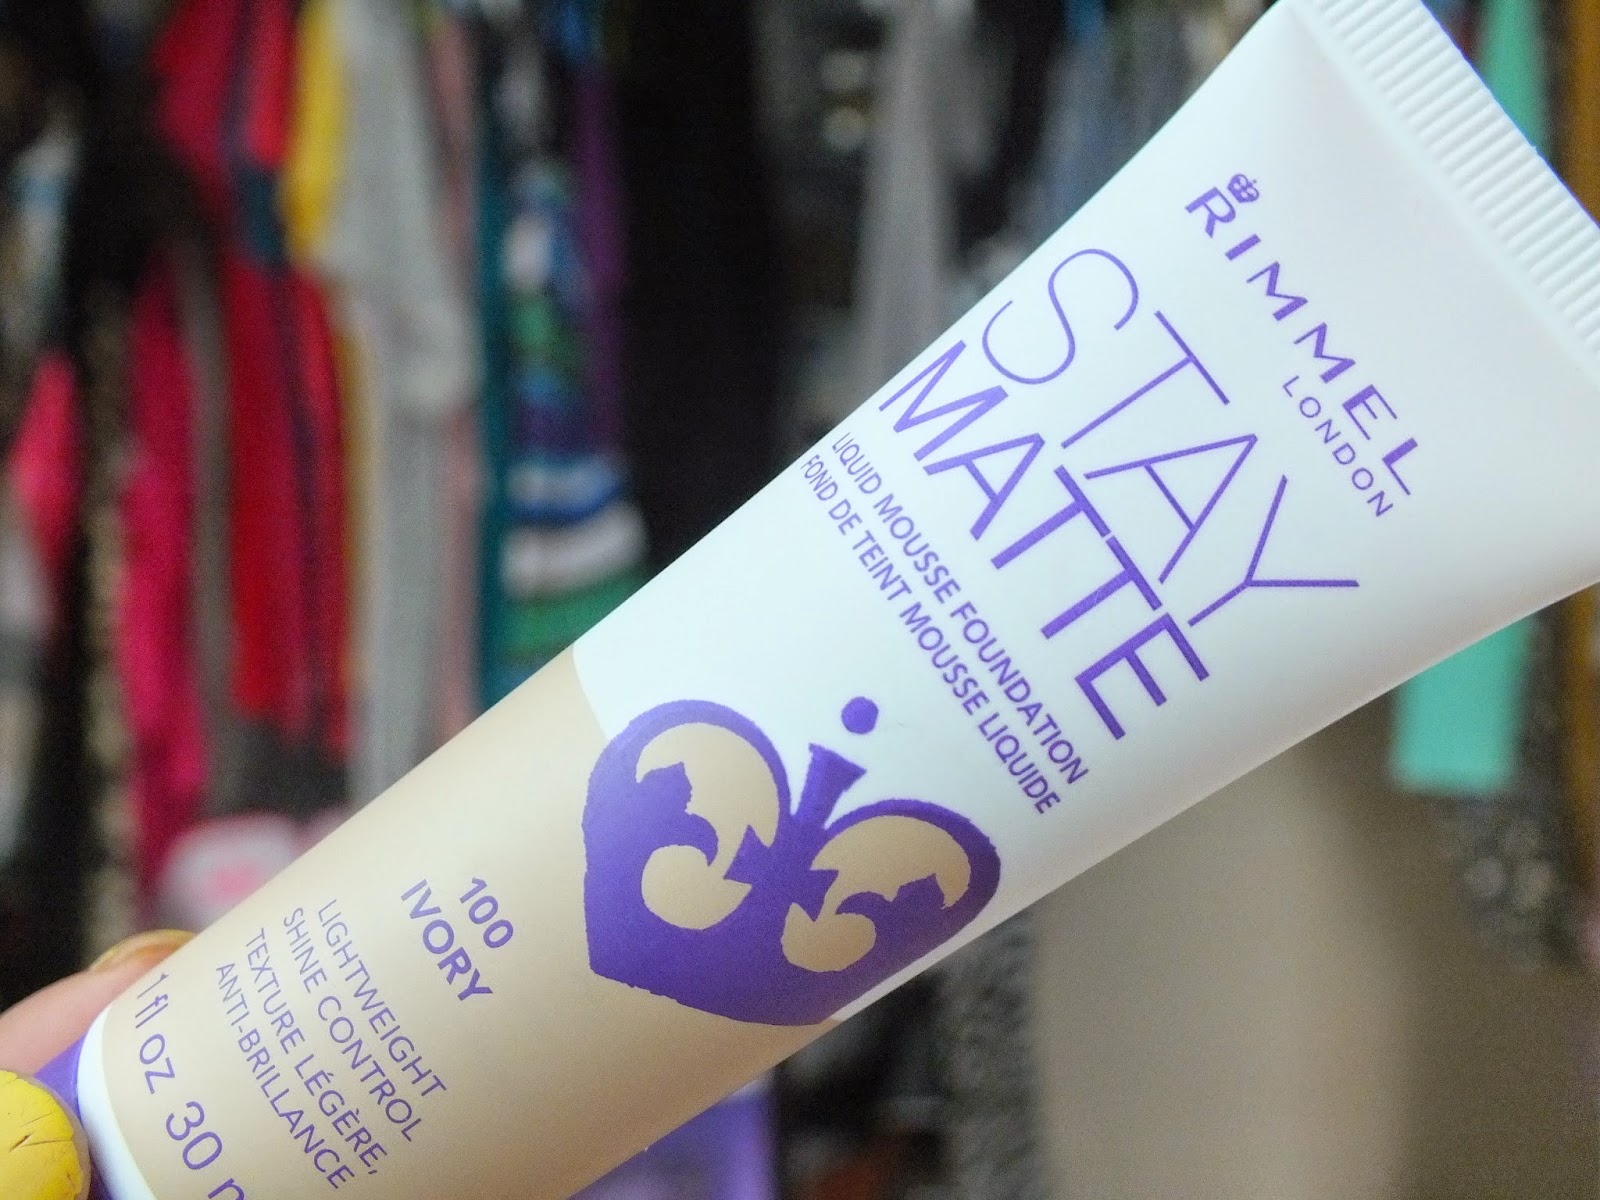 RIMMEL
LONDON
STAY
MATTE
LIQUID MOUSSE FOUNDATION
FOND DE TEINT MOUSSE LIQUIDE
100
IVORY
LIGHTWEIGHT
SHINE CONTROL
TEXTURE LÉGÈRE,
ANTI-BRILLANCE
1 fl oz 30